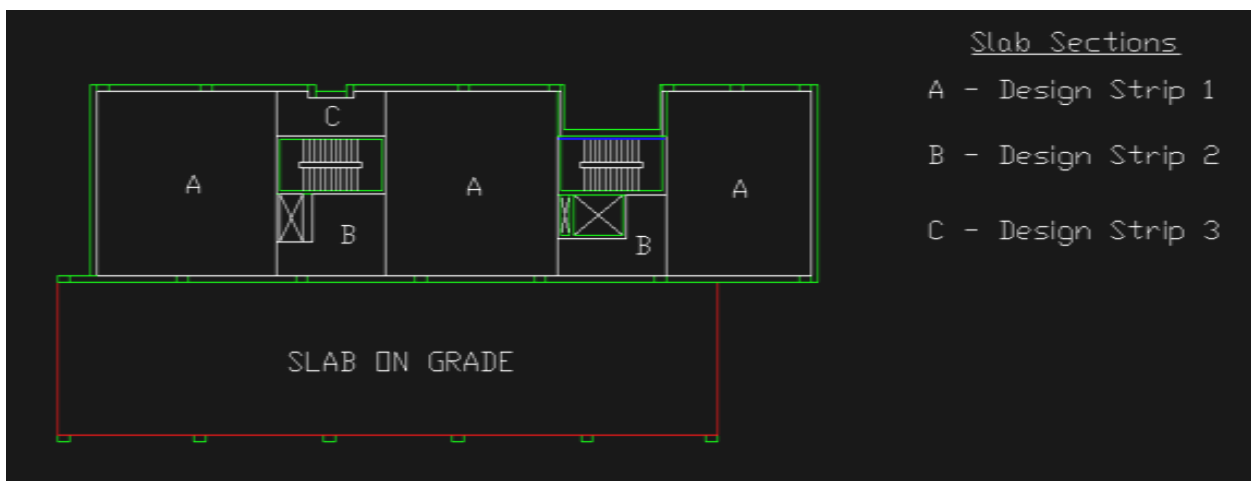 Slab Sections
A - Design Strip 1
B - Design Strip 2
C - Design Strip 3
C
A
A
A
B
B
SLAB ON GRADE